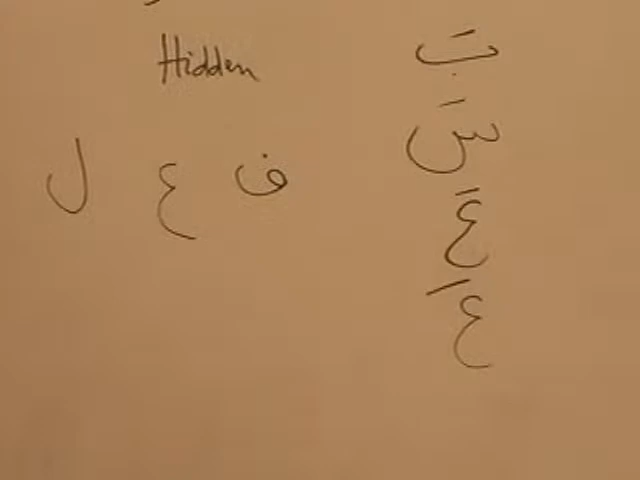 Hidden
ف ع ل
بَ
سَ
عَ
عَ